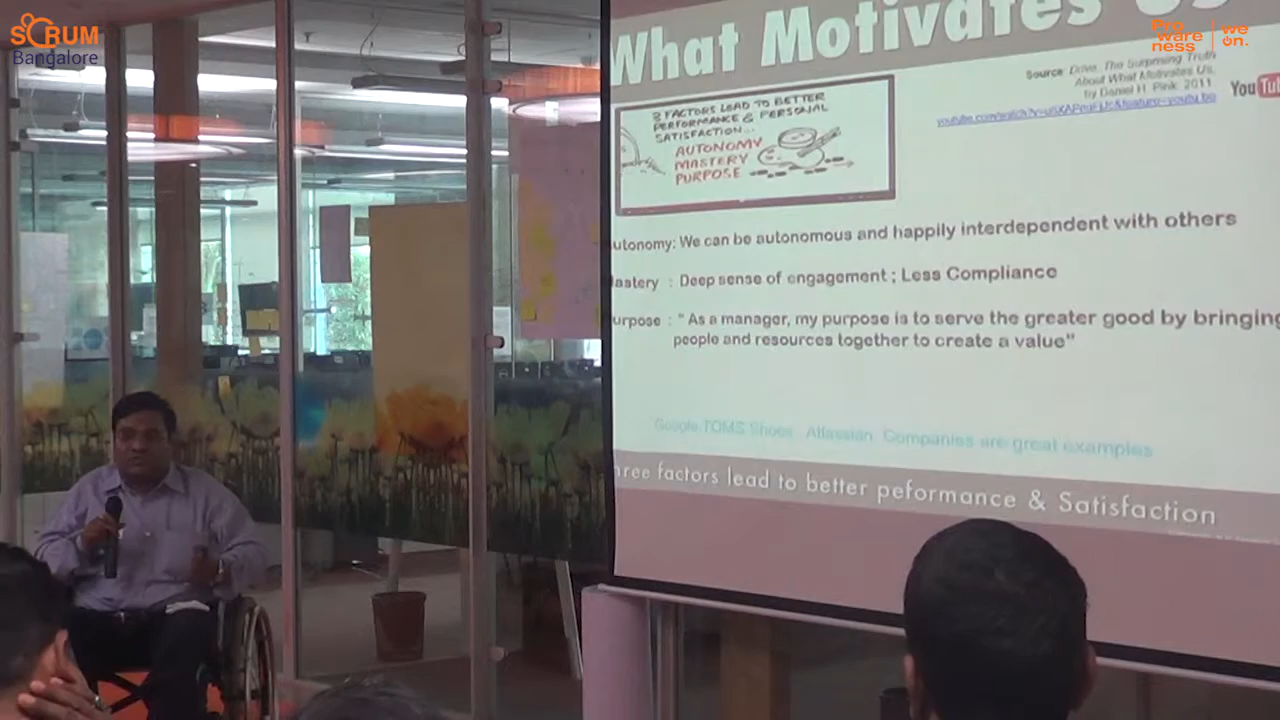 SCRUM
Bangalore
What Motivates Us
Pro
ware
ness
we
on.
Source: Drive, The Surprising Truth
About What Motivates Us,
by Daniel H. Pink. 2011.
YouTu
3 FACTORS LEAD TO BETTER
PERFORMANCE & PERSONAL
SATISFACTION...
AUTONOMY
MASTERY
PURPOSE
utonomy: We can be autonomous and happily interdependent with others
astery : Deep sense of engagement ; Less Compliance
urpose : " As a manager, my purpose is to serve the greater good by bringing
people and resources together to create a value"
Google,TOMS Shoes, Atlassian Companies are great examples
hree factors lead to better peformance & Satisfaction